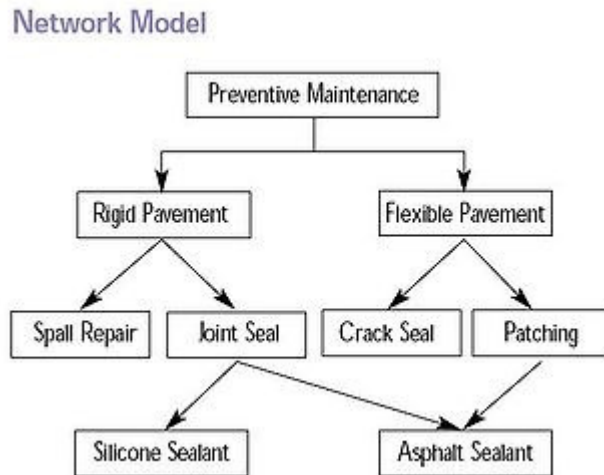 Network Model
Preventive Maintenance
Rigid Pavement
Flexible Pavement
Spall Repair
Joint Seal
Crack Seal
Patching
Silicone Sealant
Asphalt Sealant